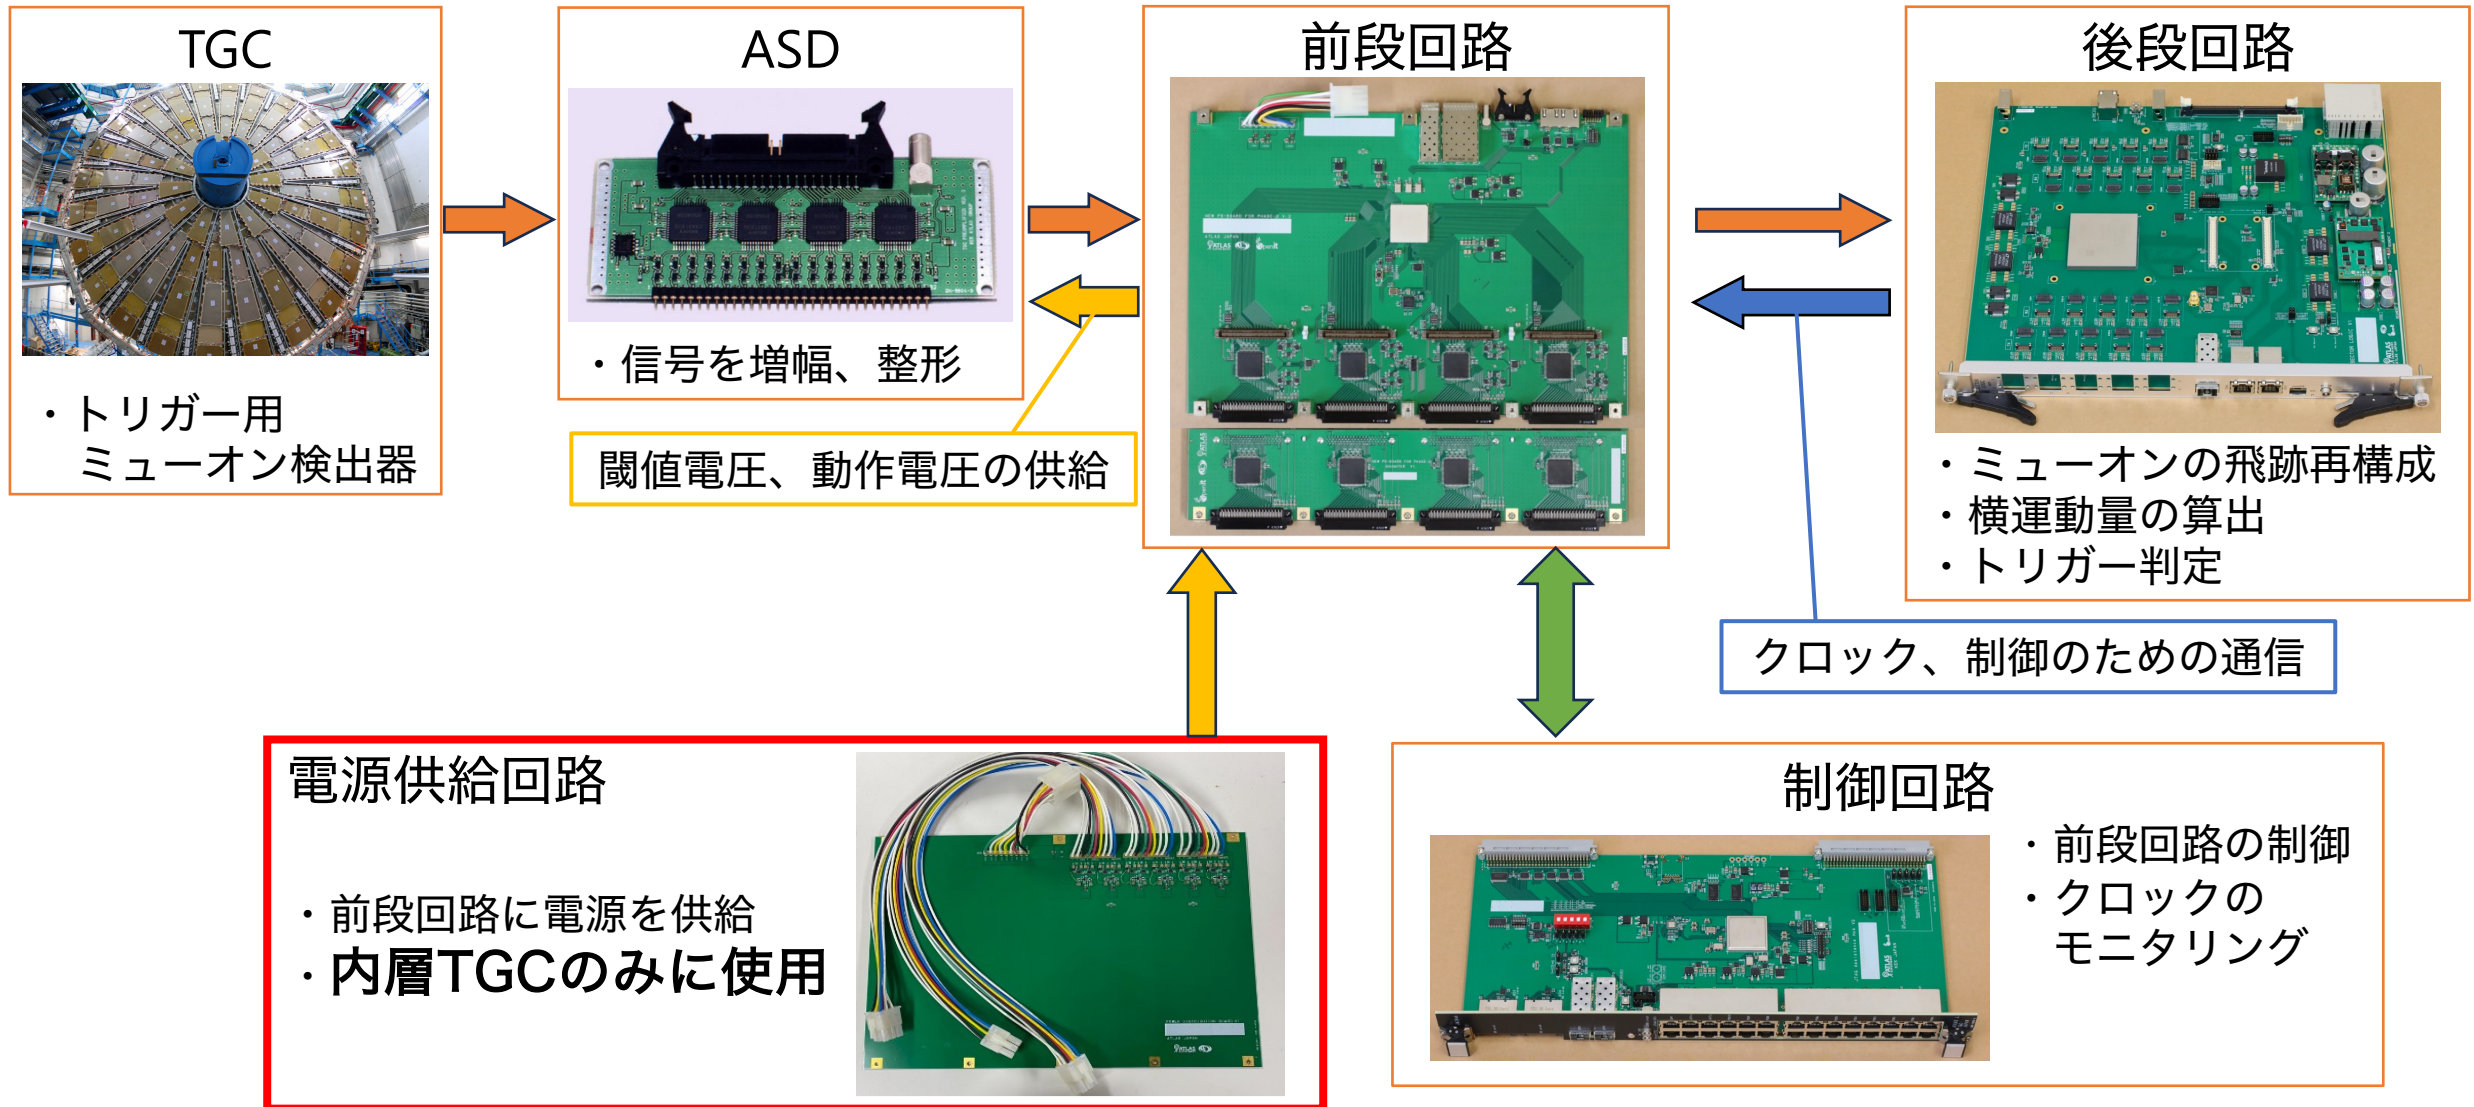 TGC
・トリガー用
ミューオン検出器
ASD
・信号を増幅、整形
閾値電圧、動作電圧の供給
前段回路
後段回路
・ミューオンの飛跡再構成
・横運動量の算出
・トリガー判定
クロック、制御のための通信
電源供給回路
・前段回路に電源を供給
・内層TGCのみに使用
制御回路
・前段回路の制御
・クロックの
モニタリング